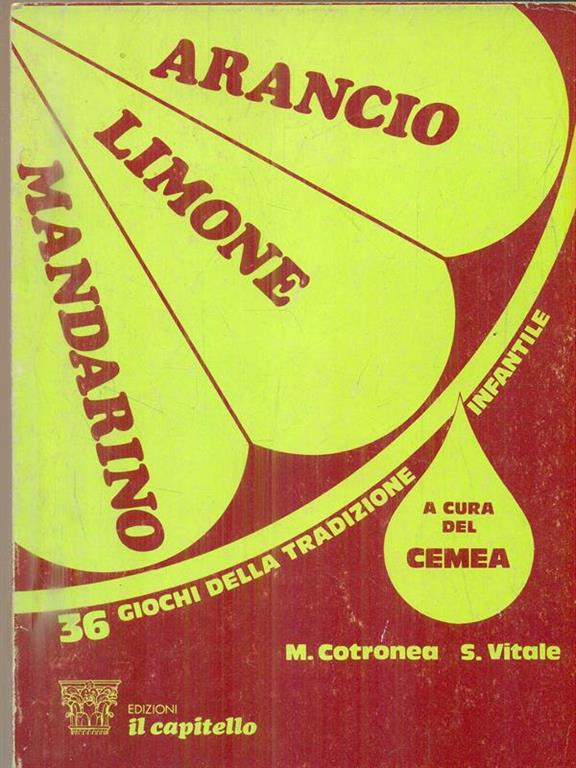 ARANCIO
LIMONE
MANDARINO
36 GIOCHI DELLA TRADIZIONE INFANTILE
A CURA
DEL
CEMEA
M. Cotronea S. Vitale
EDIZIONI
il capitello